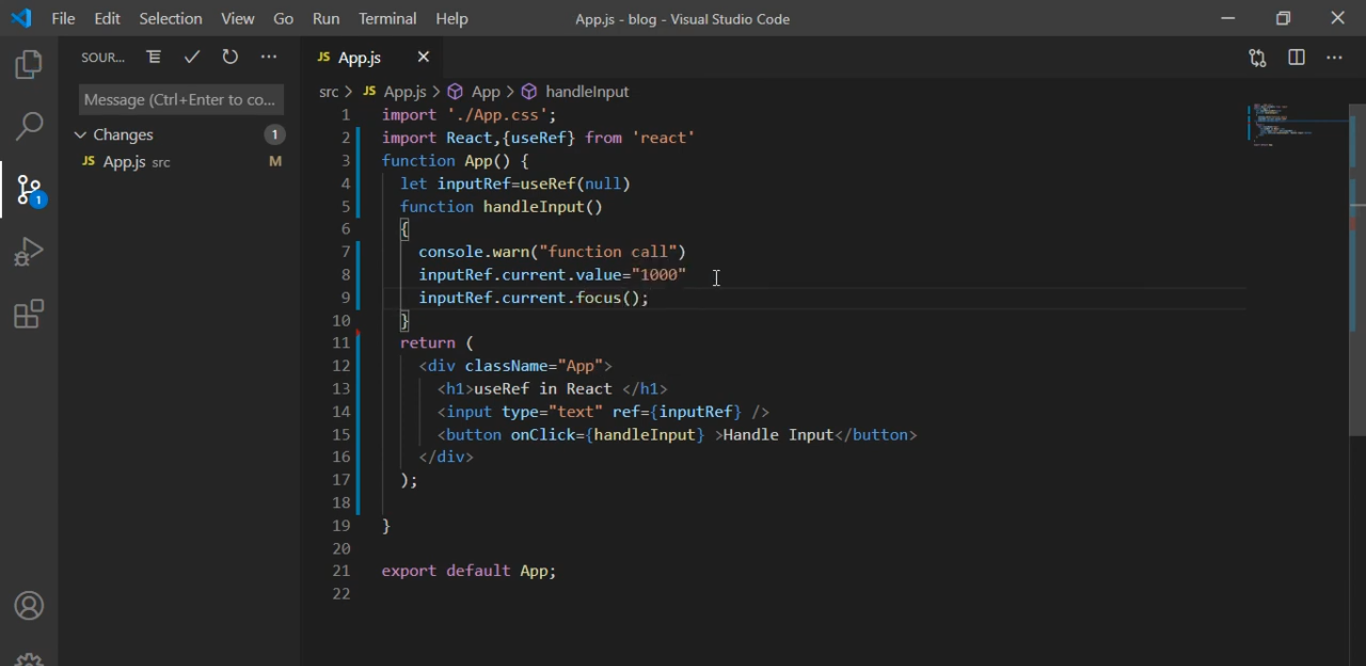 File Edit Selection View Go Run Terminal Help App.js - blog - Visual Studio Code
SOUR...
JS App.js
Message (Ctrl+Enter to co...
src > JS App.js > App > handleInput
Changes 1
JS App.js src M
1
1 import './App.css';
2 import React,{useRef} from 'react'
3 function App() {
4 let inputRef=useRef(null)
5 function handleInput()
6 {
7 console.warn("function call")
8 inputRef.current.value="1000"
9 inputRef.current.focus();
10 }
11 return (
12 <div className="App">
13 <h1>useRef in React </h1>
14 <input type="text" ref={inputRef} />
15 <button onClick={handleInput} >Handle Input</button>
16 </div>
17 );
18
19 }
20
21 export default App;
22